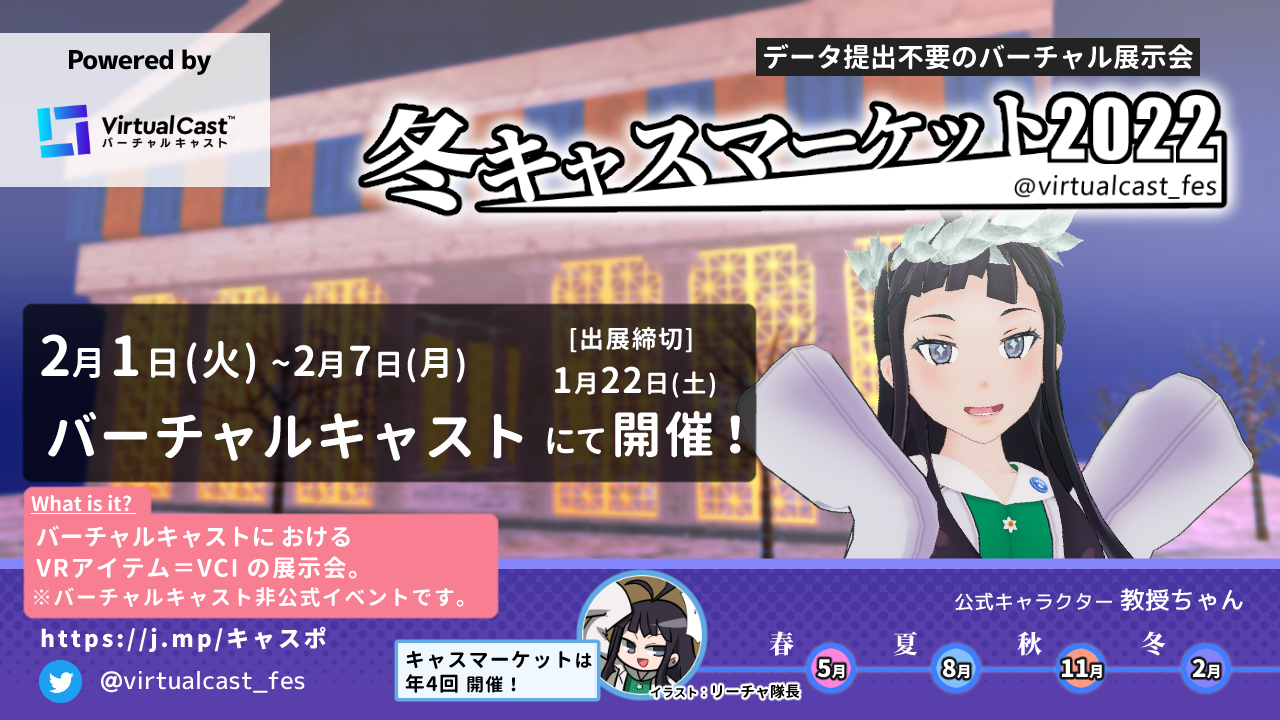 Powered by
VirtualCast™
バーチャルキャスト
データ提出不要のバーチャル展示会
冬キャスマーケット2022
@virtualcast_fes
2月1日(火) ~2月7日(月)
[出展締切]
1月22日(土)
バーチャルキャスト にて 開催！
What is it?
バーチャルキャストに おける
VRアイテム＝VCI の展示会。
※バーチャルキャスト非公式イベントです。
https://j.mp/キャスポ
@virtualcast_fes
キャスマーケットは
年4回 開催！
イラスト：リーチャ隊長
公式キャラクター 教授ちゃん
春 夏 秋 冬
5月 8月 11月 2月